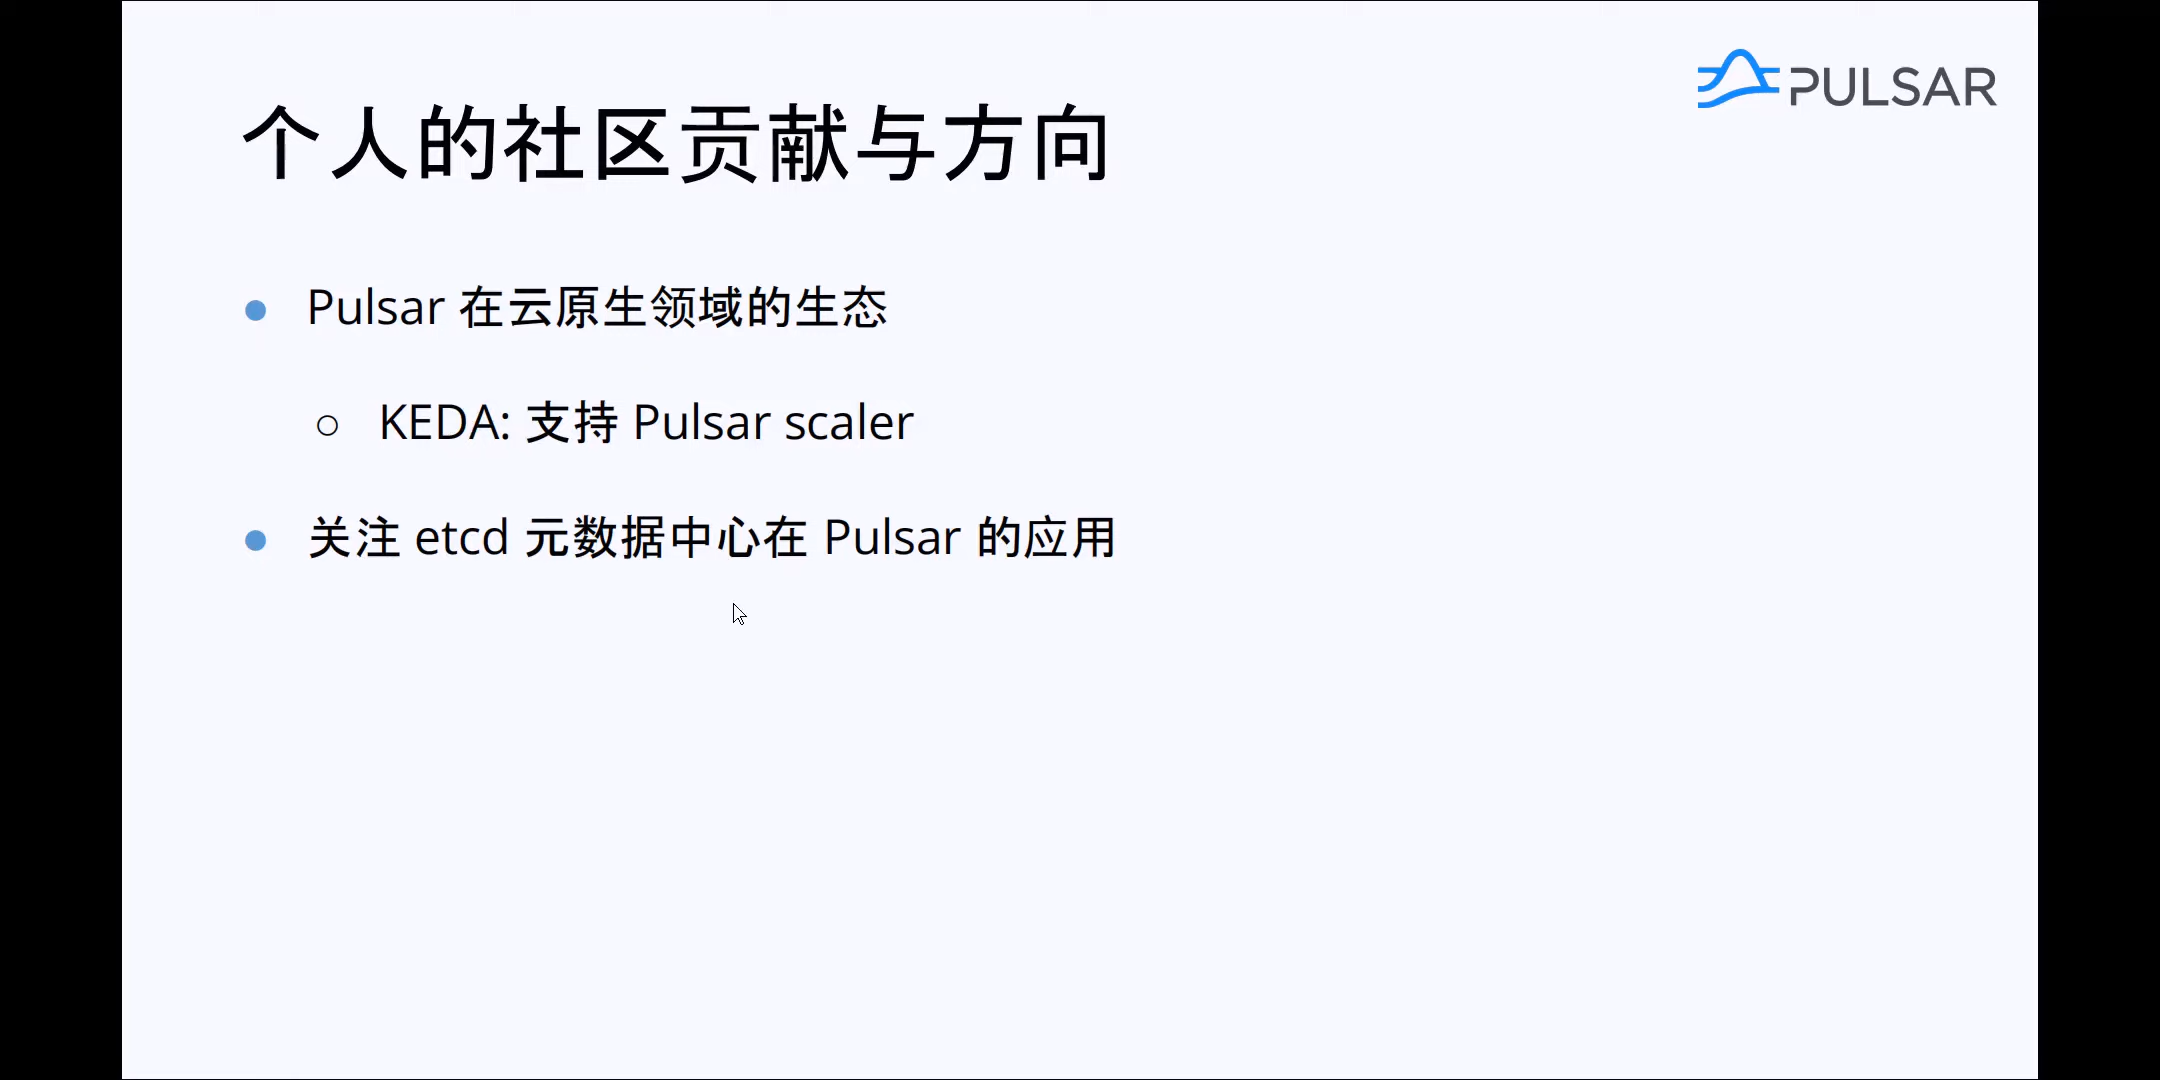 PULSAR
个人的社区贡献与方向
Pulsar 在云原生领域的生态
KEDA: 支持 Pulsar scaler
关注 etcd 元数据中心在 Pulsar 的应用